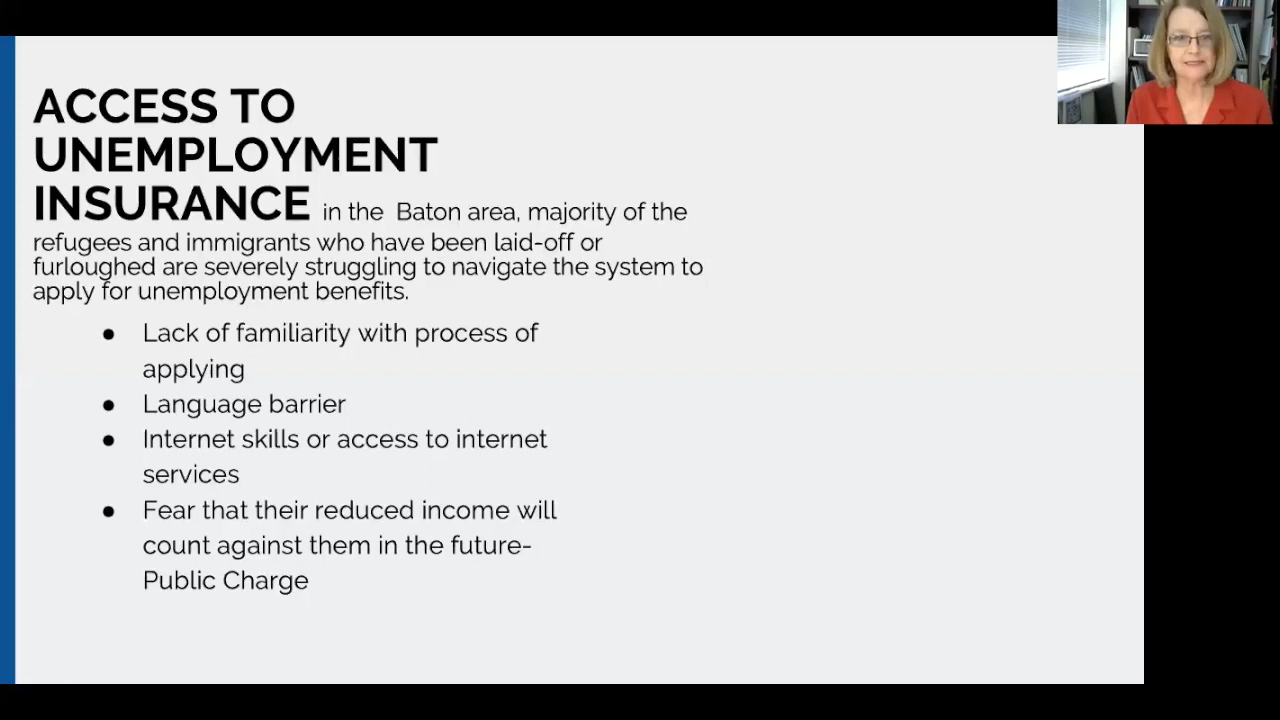 ACCESS TO
UNEMPLOYMENT
INSURANCE in the  Baton area, majority of the
refugees and immigrants who have been laid-off or
furloughed are severely struggling to navigate the system to
apply for unemployment benefits.
● Lack of familiarity with process of
applying
● Language barrier
● Internet skills or access to internet
services
● Fear that their reduced income will
count against them in the future-
Public Charge